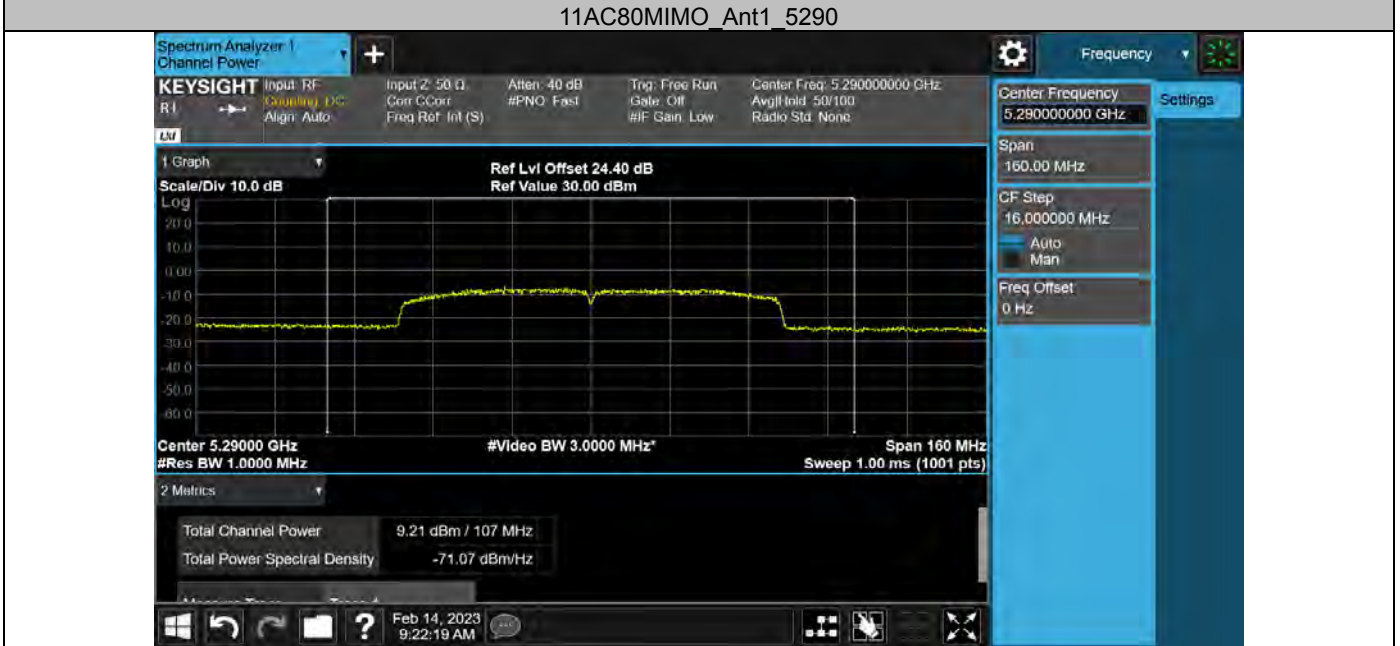 11AC80MIMO_Ant1_5290
Spectrum Analyzer 1
Channel Power
Frequency
KEYSIGHT
Input: RF
Coupling: DC
Align: Auto
Input Z: 50 Ω
Corr CCorr
Freq Ref: Int (S)
Atten: 40 dB
#PNO: Fast
Trig: Free Run
Gate: Off
#IF Gain: Low
Center Freq: 5.290000000 GHz
Avg|Hold: 50/100
Radio Std: None
LXI
Center Frequency
5.290000000 GHz
Settings
Span
160.00 MHz
CF Step
16.000000 MHz
Auto
Man
Freq Offset
0 Hz
1 Graph
Scale/Div 10.0 dB
Ref Lvl Offset 24.40 dB
Ref Value 30.00 dBm
Log
20.0
10.0
0.00
-10.0
-20.0
-30.0
-40.0
-50.0
-60.0
Center 5.29000 GHz
#Video BW 3.0000 MHz*
Span 160 MHz
#Res BW 1.0000 MHz
Sweep 1.00 ms (1001 pts)
2 Metrics
Total Channel Power 9.21 dBm / 107 MHz
Total Power Spectral Density -71.07 dBm/Hz
Feb 14, 2023
9:22:19 AM